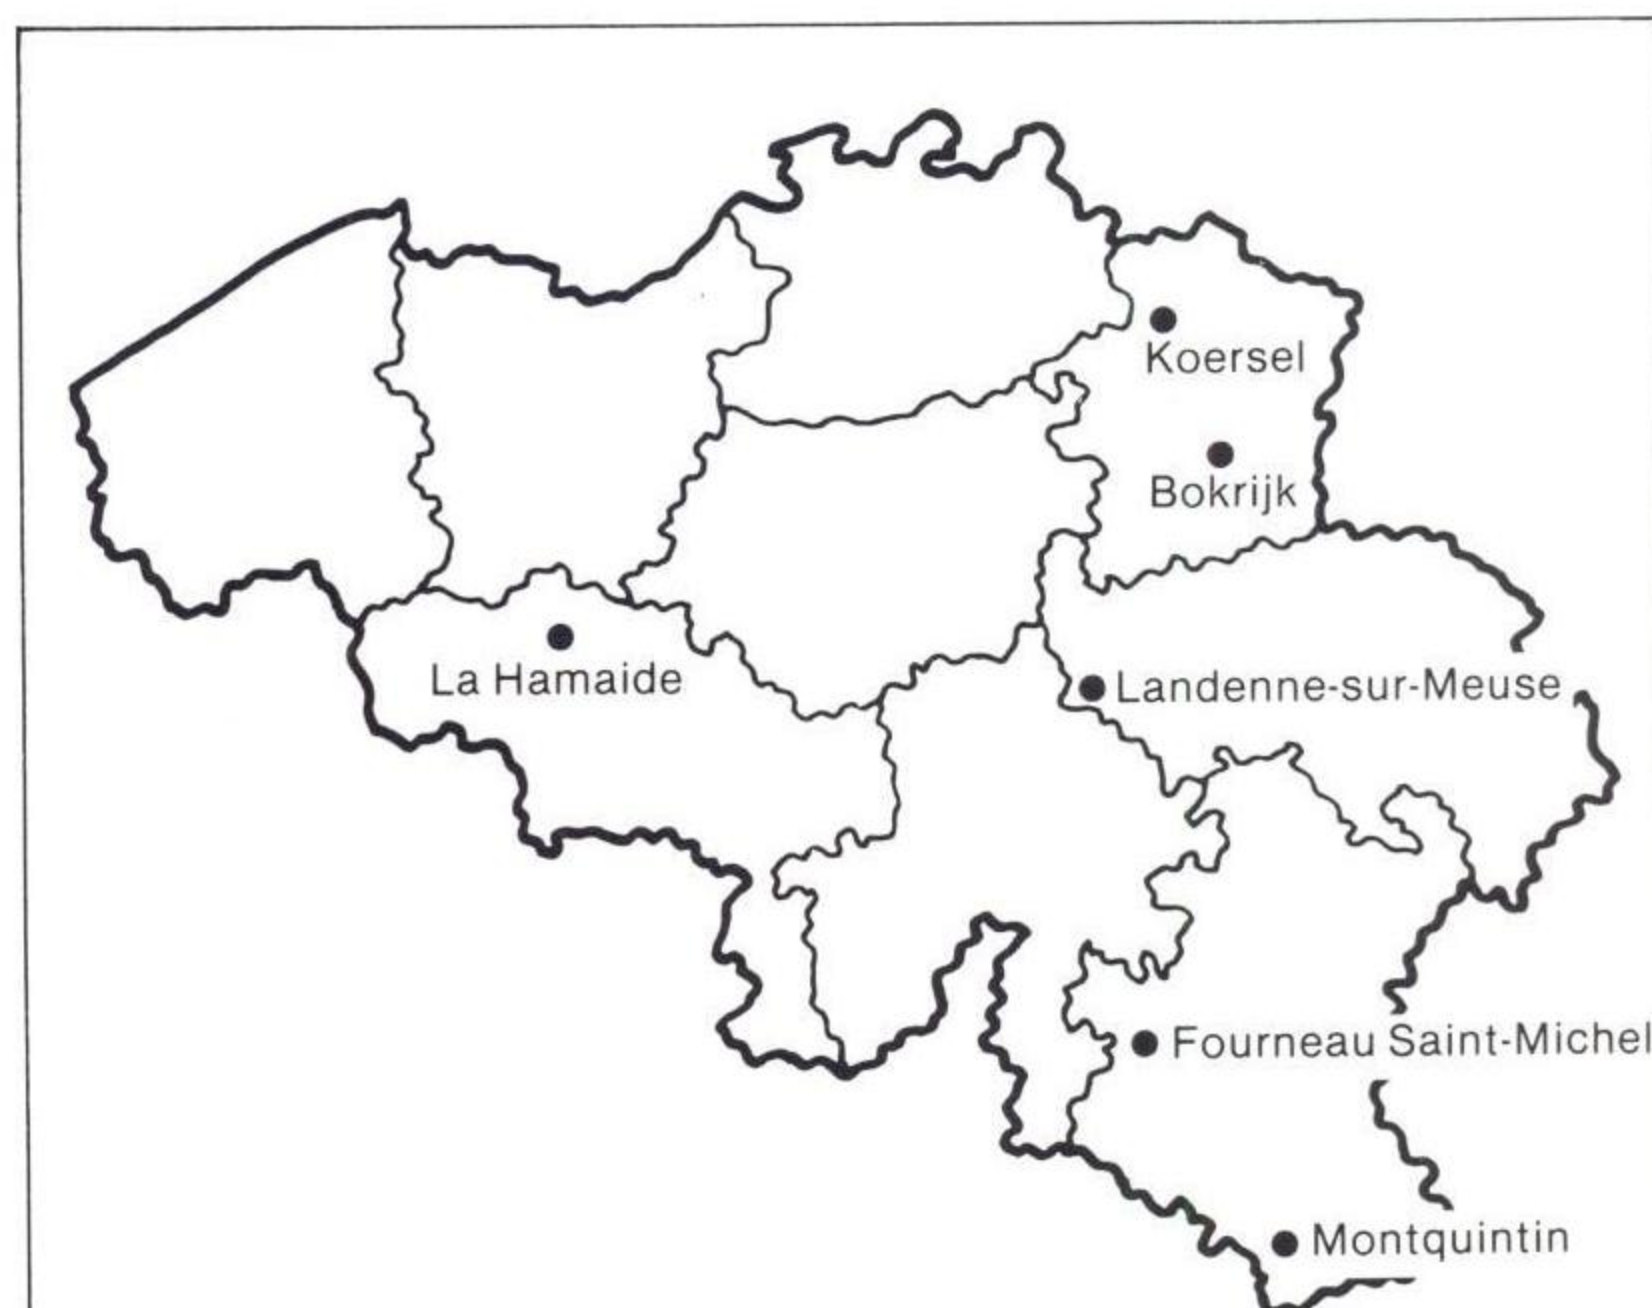 Koersel
Bokrijk
La Hamaide
Landenne-sur-Meuse
Fourneau Saint-Michel
Montquintin